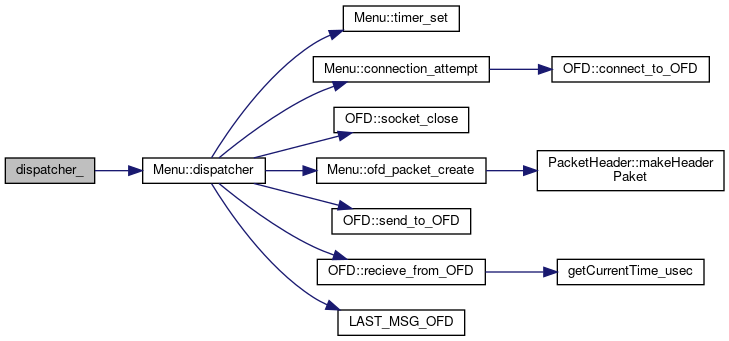 dispatcher_
Menu::dispatcher
Menu::timer_set
Menu::connection_attempt
OFD::connect_to_OFD
OFD::socket_close
Menu::ofd_packet_create
PacketHeader::makeHeader
Paket
OFD::send_to_OFD
OFD::recieve_from_OFD
getCurrentTime_usec
LAST_MSG_OFD